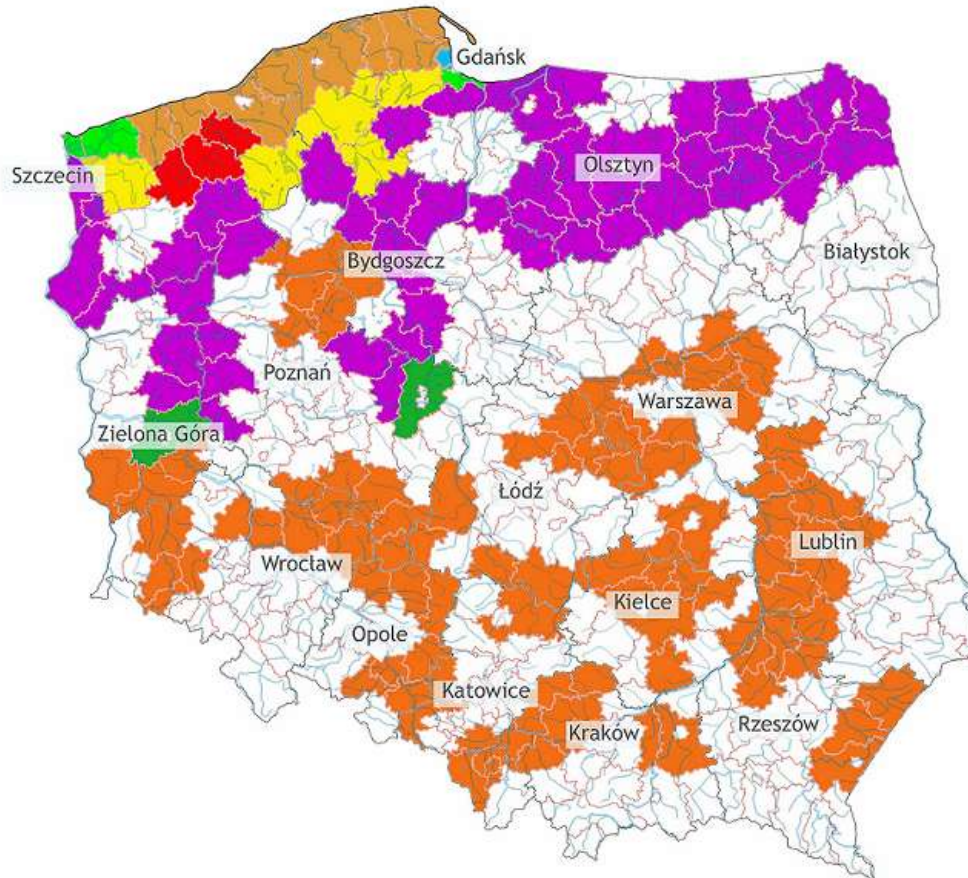 Gdańsk
Szczecin
Olsztyn
Białystok
Bydgoszcz
Poznań
Warszawa
Zielona Góra
Łódź
Lublin
Wrocław
Kielce
Opole
Katowice
Rzeszów
Kraków